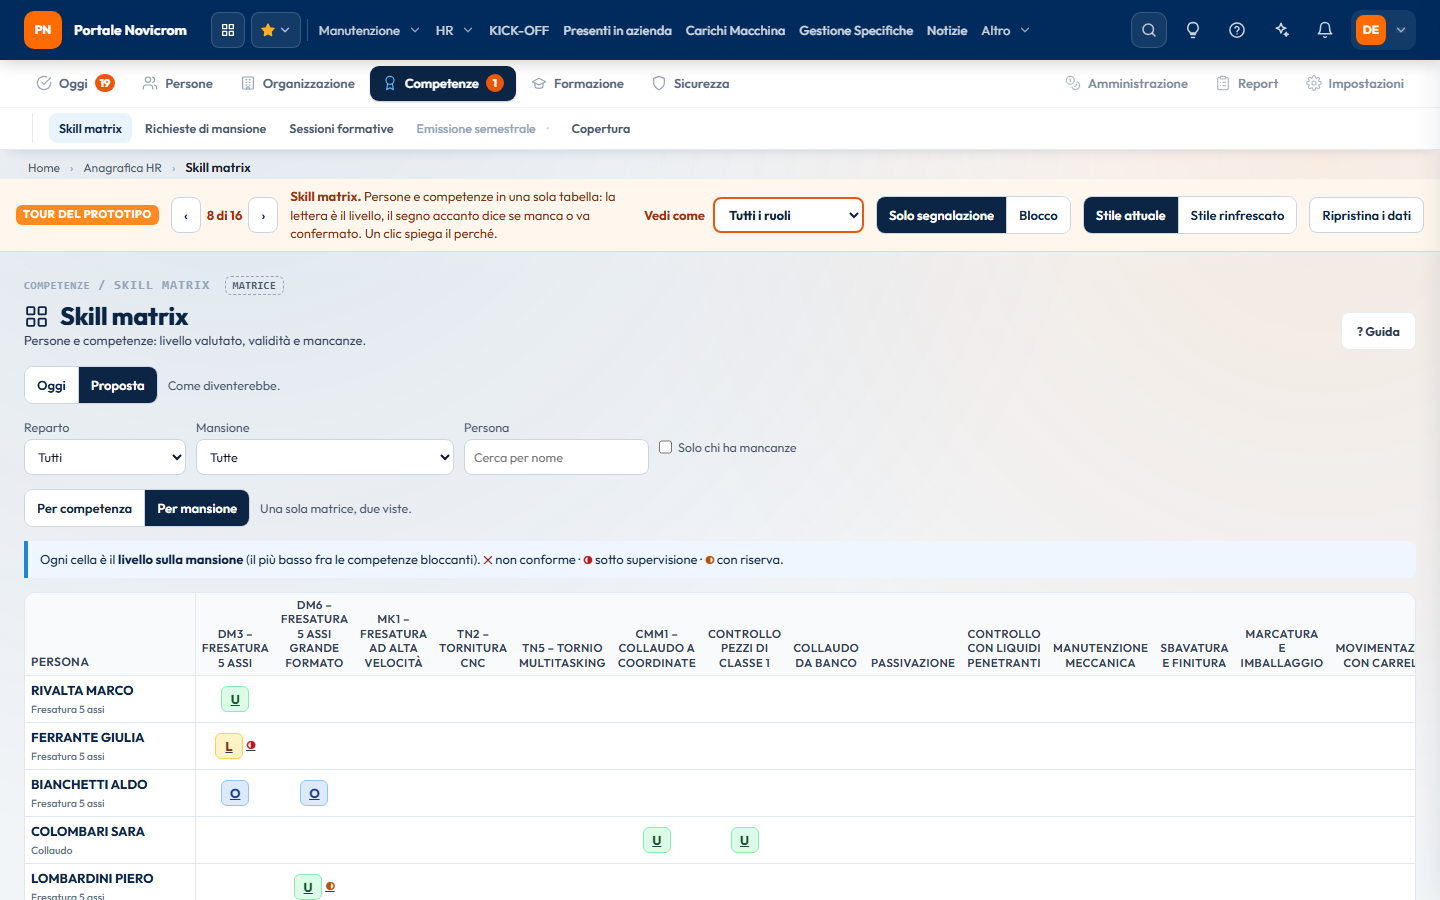 PN Portale Novicrom Manutenzione HR KICK-OFF Presenti in azienda Carichi Macchina Gestione Specifiche Notizie Altro DE
Oggi 19 Persone Organizzazione Competenze 1 Formazione Sicurezza Amministrazione Report Impostazioni
Skill matrix Richieste di mansione Sessioni formative Emissione semestrale · Copertura
Home › Anagrafica HR › Skill matrix
TOUR DEL PROTOTIPO ‹ 8 di 16 ›
Skill matrix. Persone e competenze in una sola tabella: la
lettera è il livello, il segno accanto dice se manca o va
confermato. Un clic spiega il perché.
Vedi come Tutti i ruoli Solo segnalazione Blocco Stile attuale Stile rinfrescato Ripristina i dati
COMPETENZE / SKILL MATRIX MATRICE
Skill matrix
Persone e competenze: livello valutato, validità e mancanze.
? Guida
Oggi Proposta Come diventerebbe.
Reparto Mansione Persona
Tutti Tutte Cerca per nome Solo chi ha mancanze
Per competenza Per mansione Una sola matrice, due viste.
Ogni cella è il livello sulla mansione (il più basso fra le competenze bloccanti). ✕ non conforme · ◑ sotto supervisione · ◐ con riserva.
PERSONA
DM3 –
FRESATURA
5 ASSI
DM6 –
FRESATURA
5 ASSI
GRANDE
FORMATO
MK1 –
FRESATURA
AD ALTA
VELOCITÀ
TN2 –
TORNITURA
CNC
TN5 – TORNIO
MULTITASKING
CMM1 –
COLLAUDO A
COORDINATE
CONTROLLO
PEZZI DI
CLASSE 1
COLLAUDO
DA BANCO
PASSIVAZIONE
CONTROLLO
CON LIQUIDI
PENETRANTI
MANUTENZIONE
MECCANICA
SBAVATURA
E FINITURA
MARCATURA
E
IMBALLAGGIO
MOVIMENTAZ
CON CARREL
RIVALTA MARCO
Fresatura 5 assi
U
FERRANTE GIULIA
Fresatura 5 assi
L ◑
BIANCHETTI ALDO
Fresatura 5 assi
O O
COLOMBARI SARA
Collaudo
U U
LOMBARDINI PIERO
Fresatura 5 assi
U ◐